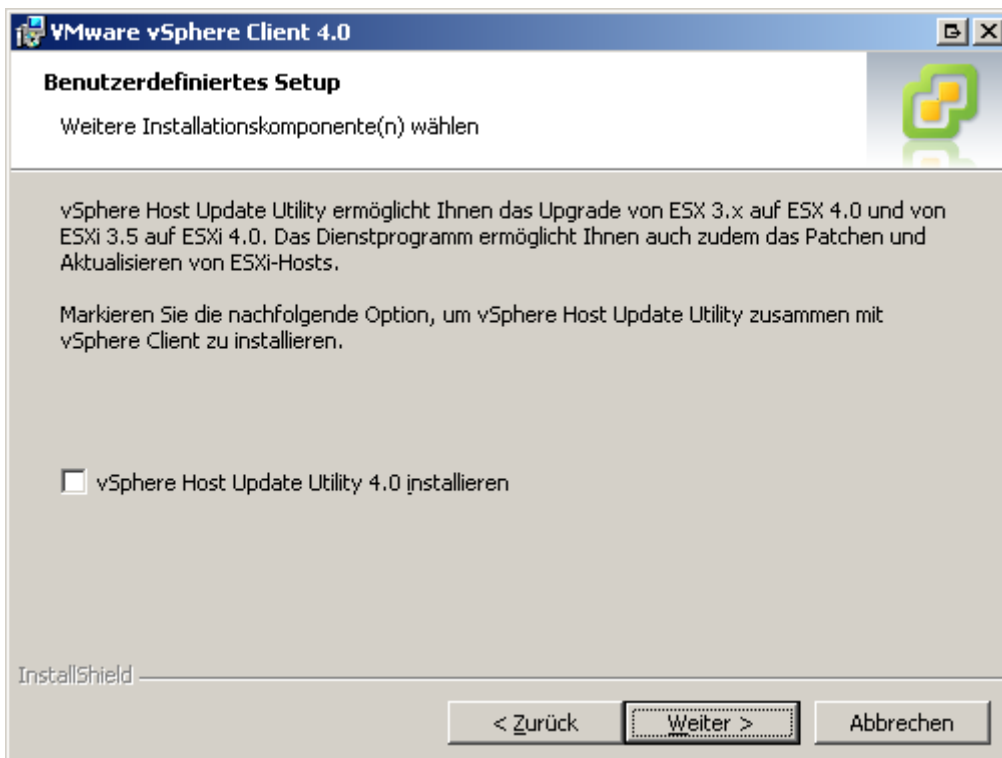 VMware vSphere Client 4.0
Benutzerdefiniertes Setup
Weitere Installationskomponente(n) wählen
vSphere Host Update Utility ermöglicht Ihnen das Upgrade von ESX 3.x auf ESX 4.0 und von
ESXi 3.5 auf ESXi 4.0. Das Dienstprogramm ermöglicht Ihnen auch zudem das Patchen und
Aktualisieren von ESXi-Hosts.
Markieren Sie die nachfolgende Option, um vSphere Host Update Utility zusammen mit
vSphere Client zu installieren.
vSphere Host Update Utility 4.0 installieren
InstallShield
< Zurück Weiter > Abbrechen